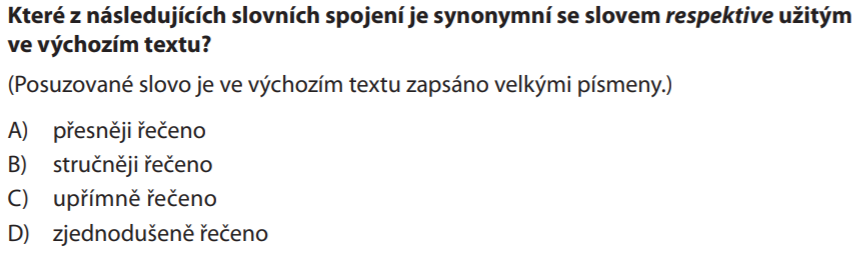 Které z následujících slovních spojení je synonymní se slovem respektive užitým
ve výchozím textu?
(Posuzované slovo je ve výchozím textu zapsáno velkými písmeny.)
A) přesněji řečeno
B) stručněji řečeno
C) upřímně řečeno
D) zjednodušeně řečeno